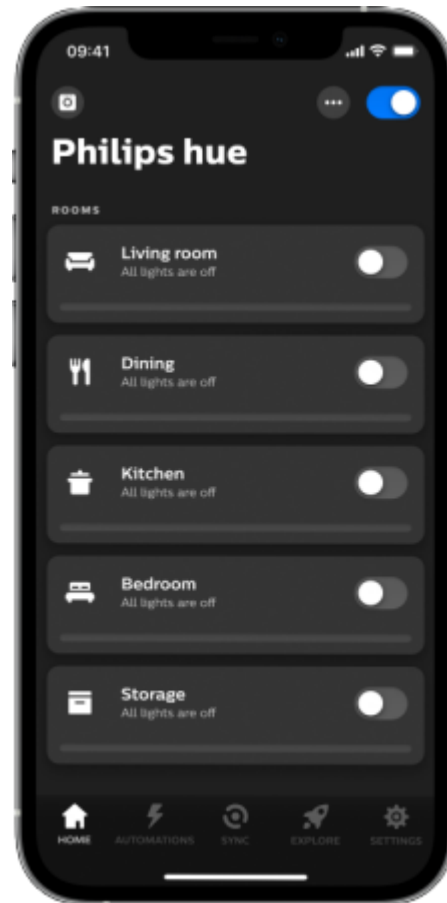 09:41
Philips hue
ROOMS
Living room
All lights are off
Dining
All lights are off
Kitchen
All lights are off
Bedroom
All lights are off
Storage
All lights are off
HOME AUTOMATIONS SYNC EXPLORE SETTINGS